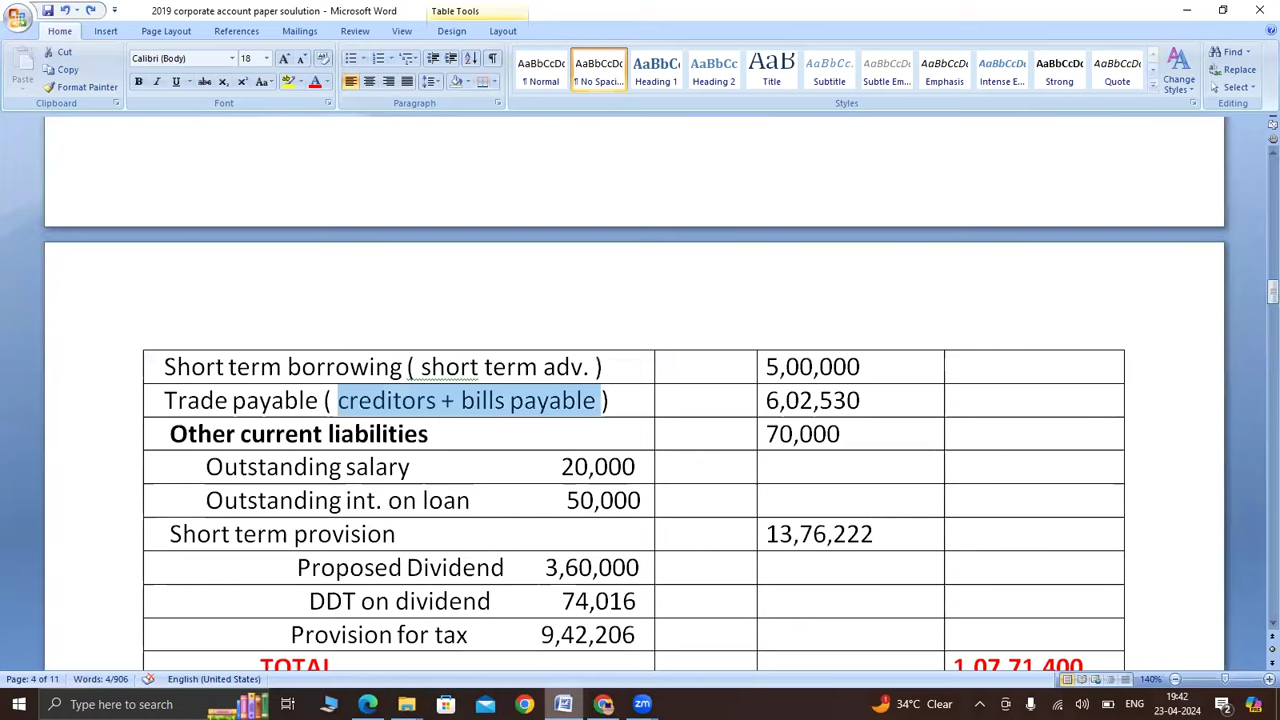 2019 corporate account paper soulution - Microsoft Word
Table Tools
Home Insert Page Layout References Mailings Review View Design Layout
Paste
Cut
Copy
Format Painter
Clipboard
Calibri (Body) 18
Font
Paragraph
AaBbCcDc AaBbCcDc AaBbC AaBbCc AaB AaBbCc. AaBbCcDc AaBbCcDc AaBbCcDc AaBbCcDc AaBbCcDc
¶ Normal ¶ No Spaci... Heading 1 Heading 2 Title Subtitle Subtle Em... Emphasis Intense E... Strong Quote
Styles
Change Styles
Find
Replace
Select
Editing
Short term borrowing ( short term adv. ) 5,00,000
Trade payable ( creditors + bills payable ) 6,02,530
Other current liabilities 70,000
Outstanding salary 20,000
Outstanding int. on loan 50,000
Short term provision 13,76,222
Proposed Dividend 3,60,000
DDT on dividend 74,016
Provision for tax 9,42,206
TOTAL 1,07,71,400
Page: 4 of 11 Words: 4/906 English (United States) 140%
Type here to search
34°C Clear
ENG
19:42
23-04-2024
2